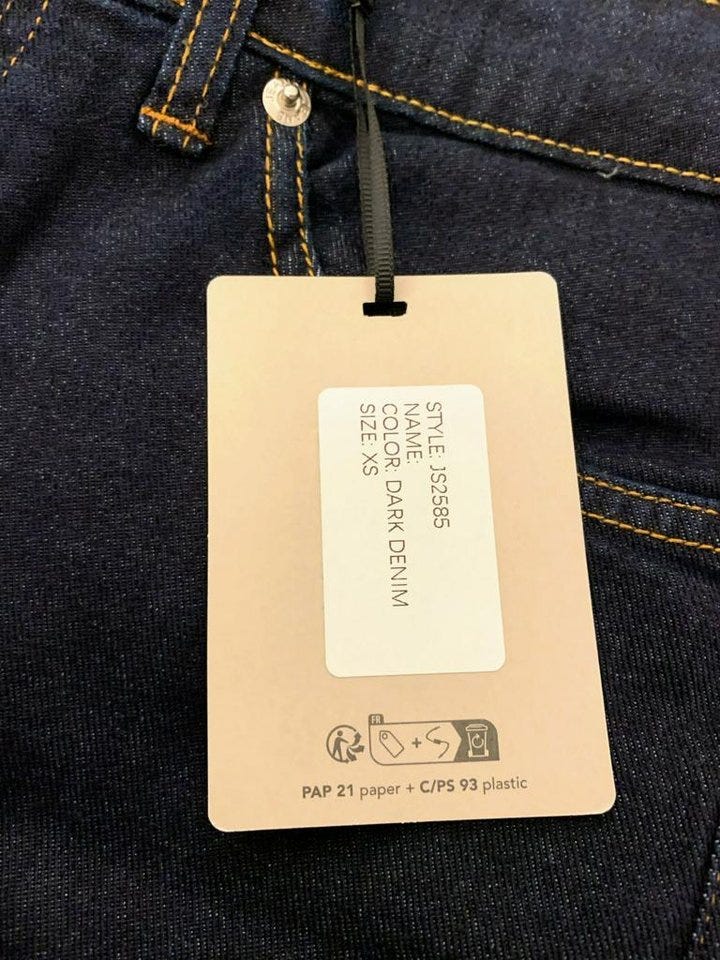 STYLE: JS2585
NAME:
COLOR: DARK DENIM
SIZE: XS
FR
PAP 21 paper + C/PS 93 plastic